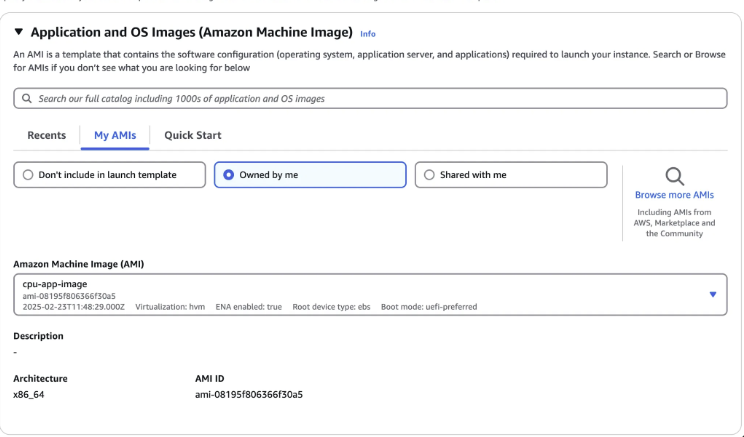 ▼ Application and OS Images (Amazon Machine Image) Info
An AMI is a template that contains the software configuration (operating system, application server, and applications) required to launch your instance. Search or Browse
for AMIs if you don't see what you are looking for below
Search our full catalog including 1000s of application and OS images
Recents My AMIs Quick Start
Don't include in launch template Owned by me Shared with me
Browse more AMIs
Including AMIs from
AWS, Marketplace and
the Community
Amazon Machine Image (AMI)
cpu-app-image
ami-08195f806366f30a5
2025-02-23T11:48:29.000Z Virtualization: hvm ENA enabled: true Root device type: ebs Boot mode: uefi-preferred
Description
-
Architecture AMI ID
x86_64 ami-08195f806366f30a5